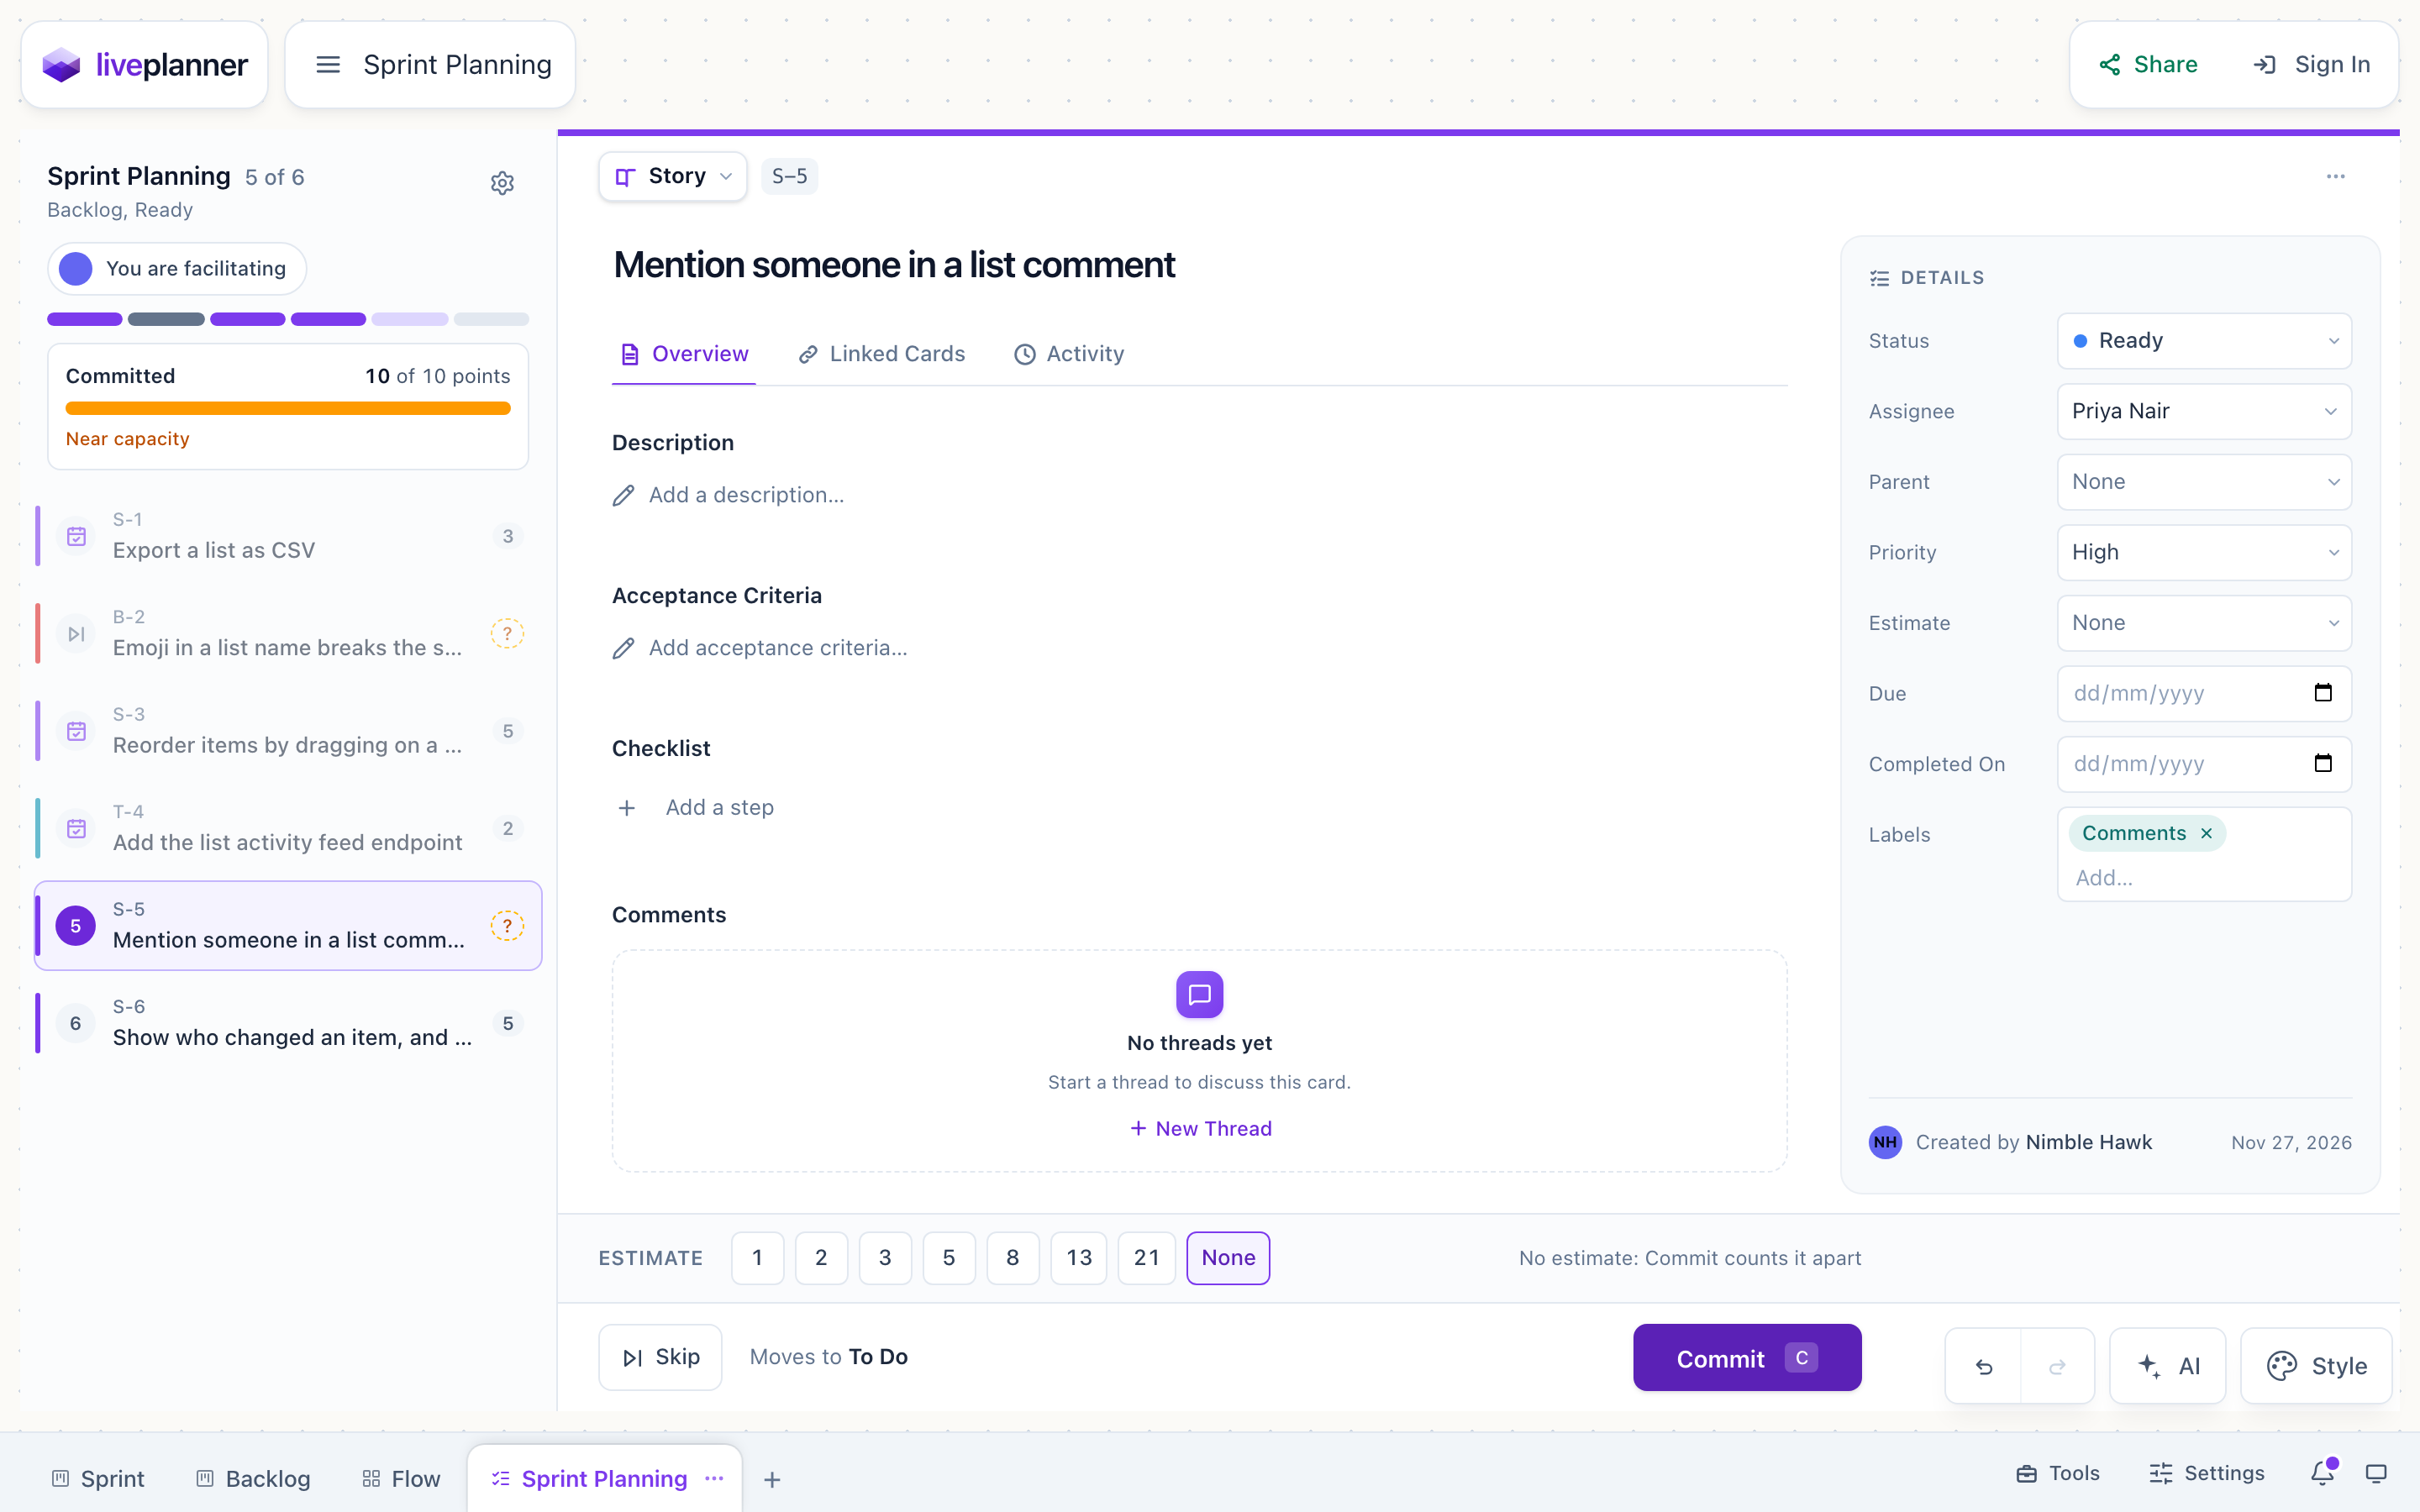 liveplanner
Sprint Planning
Share
Sign In
Sprint Planning 5 of 6
Backlog, Ready
You are facilitating
Committed 10 of 10 points
Near capacity
S-1
Export a list as CSV
3
B-2
Emoji in a list name breaks the s...
?
S-3
Reorder items by dragging on a ...
5
T-4
Add the list activity feed endpoint
2
5
S-5
Mention someone in a list comm...
?
6
S-6
Show who changed an item, and ...
5
Story
S-5
Mention someone in a list comment
Overview
Linked Cards
Activity
Description
Add a description...
Acceptance Criteria
Add acceptance criteria...
Checklist
Add a step
Comments
No threads yet
Start a thread to discuss this card.
New Thread
DETAILS
Status Ready
Assignee Priya Nair
Parent None
Priority High
Estimate None
Due dd/mm/yyyy
Completed On dd/mm/yyyy
Labels Comments
Add...
NH Created by Nimble Hawk Nov 27, 2026
ESTIMATE 1 2 3 5 8 13 21 None
No estimate: Commit counts it apart
Skip
Moves to To Do
Commit C
AI
Style
Sprint
Backlog
Flow
Sprint Planning
Tools
Settings